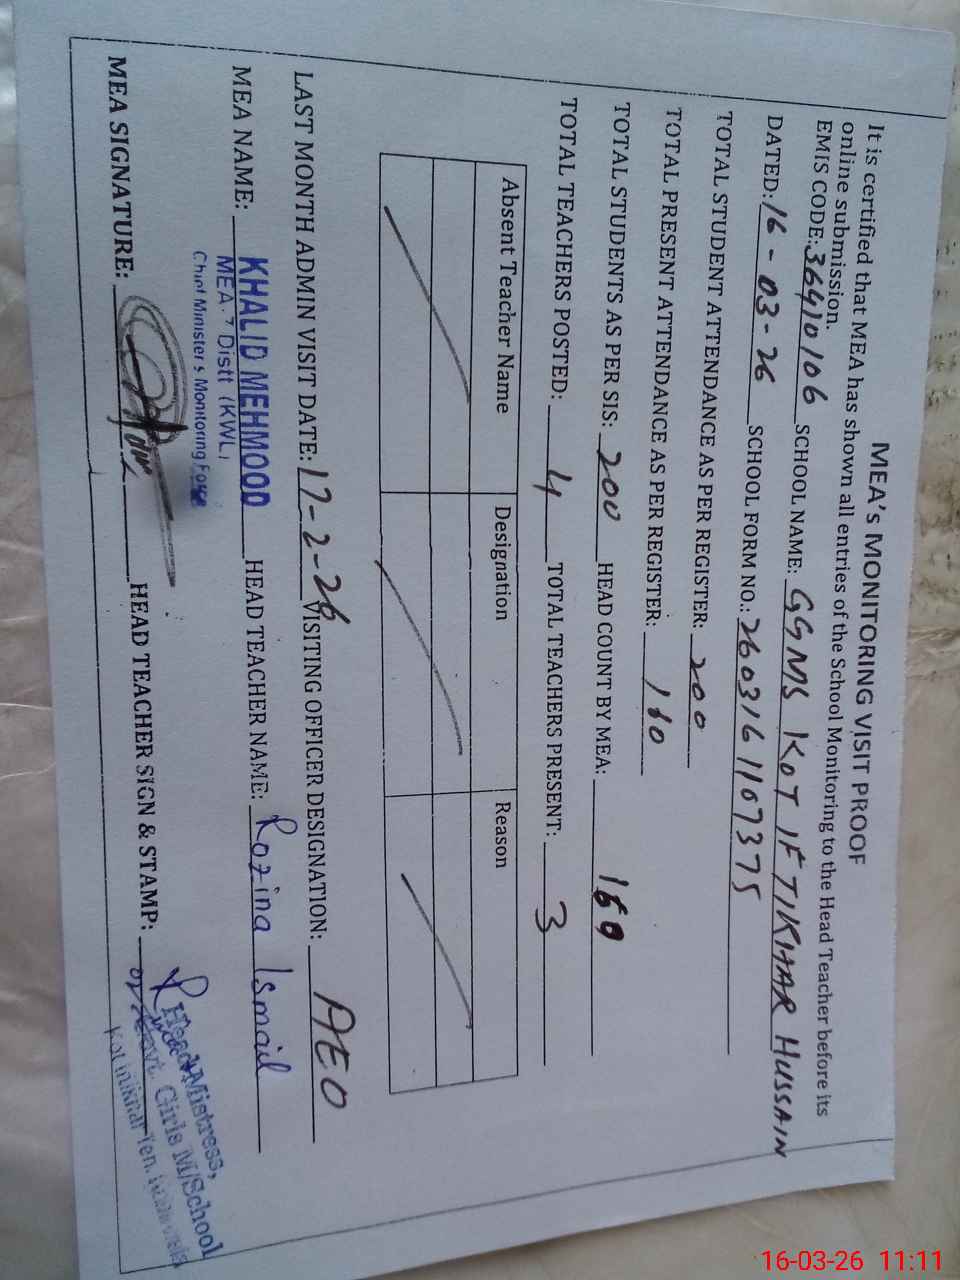 MEA's MONITORING VISIT PROOF
It is certified that MEA has shown all entries of the School Monitoring to the Head Teacher before its
online submission.
EMIS CODE: 36410106 SCHOOL NAME: GGMS KOT IFTIKHAR HUSSAIN
DATED: 16-03-26 SCHOOL FORM NO.: 2603161107375
TOTAL STUDENT ATTENDANCE AS PER REGISTER: 200
TOTAL PRESENT ATTENDANCE AS PER REGISTER: 160
TOTAL STUDENTS AS PER SIS: 200 HEAD COUNT BY MEA: 160
TOTAL TEACHERS POSTED: 4 TOTAL TEACHERS PRESENT: 3
Absent Teacher Name Designation Reason
LAST MONTH ADMIN VISIT DATE: 17-2-26 VISITING OFFICER DESIGNATION: AEO
MEA NAME: KHALID MEHMOOD HEAD TEACHER NAME: Rozina Ismail
MEA.7 Distt (KWL)
Chief Minister's Monitoring Force
MEA SIGNATURE: HEAD TEACHER SIGN & STAMP:
Head Mistress,
Govt. Girls M/School
16-03-26 11:11